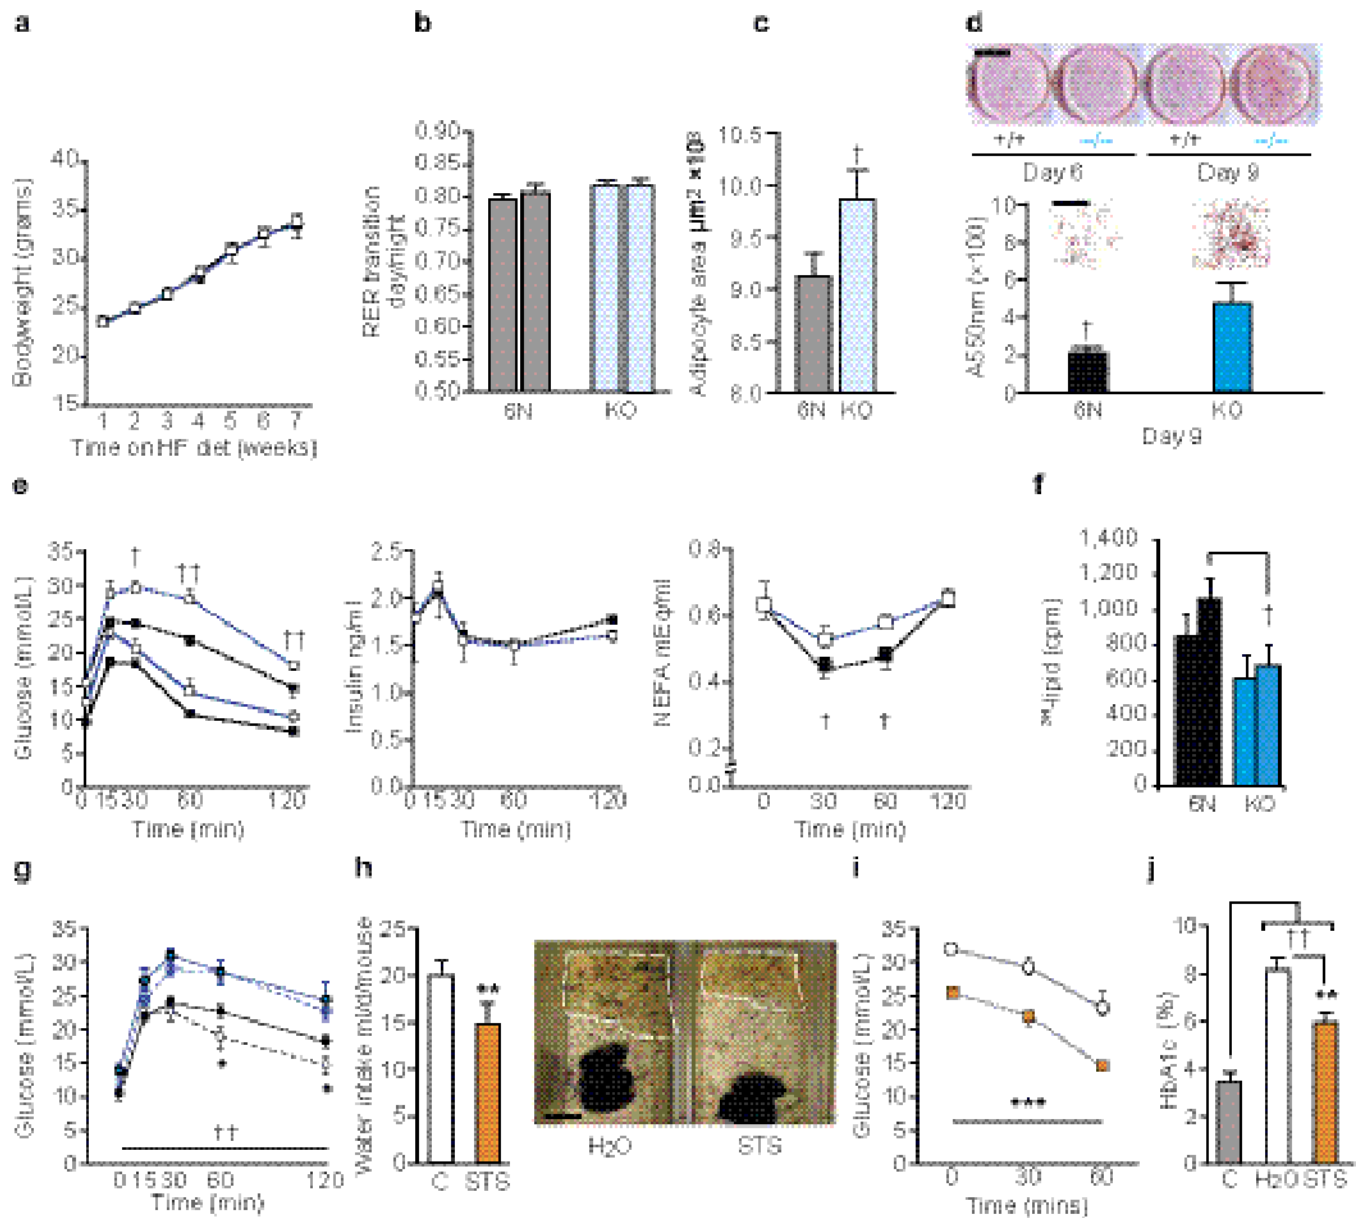 a
b
c
d
Bodyweight (grams)
40
35
30
25
20
15
1 2 3 4 5 6 7
Time on HF diet (weeks)
RER transition
day/night
0.90
0.85
0.80
0.75
0.70
0.65
0.60
0.55
0.50
6N KO
Adipocyte area µm² ×10³
10.5
10.0
9.5
9.0
8.5
8.0
†
6N KO
+/+ –/– +/+ –/–
Day 6 Day 9
A550nm (×100)
10
8
6
4
2
0
†
6N KO
Day 9
e
f
Glucose (mmol/L)
35
30
25
20
15
10
5
0
† †† ††
0 15 30 60 120
Time (min)
Insulin ng/ml
2.5
2.0
1.5
1.0
0.5
0.0
0 15 30 60 120
Time (min)
NEFA mEq/ml
0.8
0.6
0.4
0.2
0.0
† †
0 30 60 120
Time (min)
lipid (cpm)
1,400
1,200
1,000
800
600
400
200
0
†
6N KO
g
h
i
j
Glucose (mmol/L)
35
30
25
20
15
10
5
0
* *
††
0 15 30 60 120
Time (min)
Water intake ml/d/mouse
25
20
15
10
5
0
**
C STS
H2O STS
Glucose (mmol/L)
35
30
25
20
15
10
5
0
***
0 30 60
Time (mins)
HbA1c (%)
10
8
6
4
2
0
††
**
C H2O STS